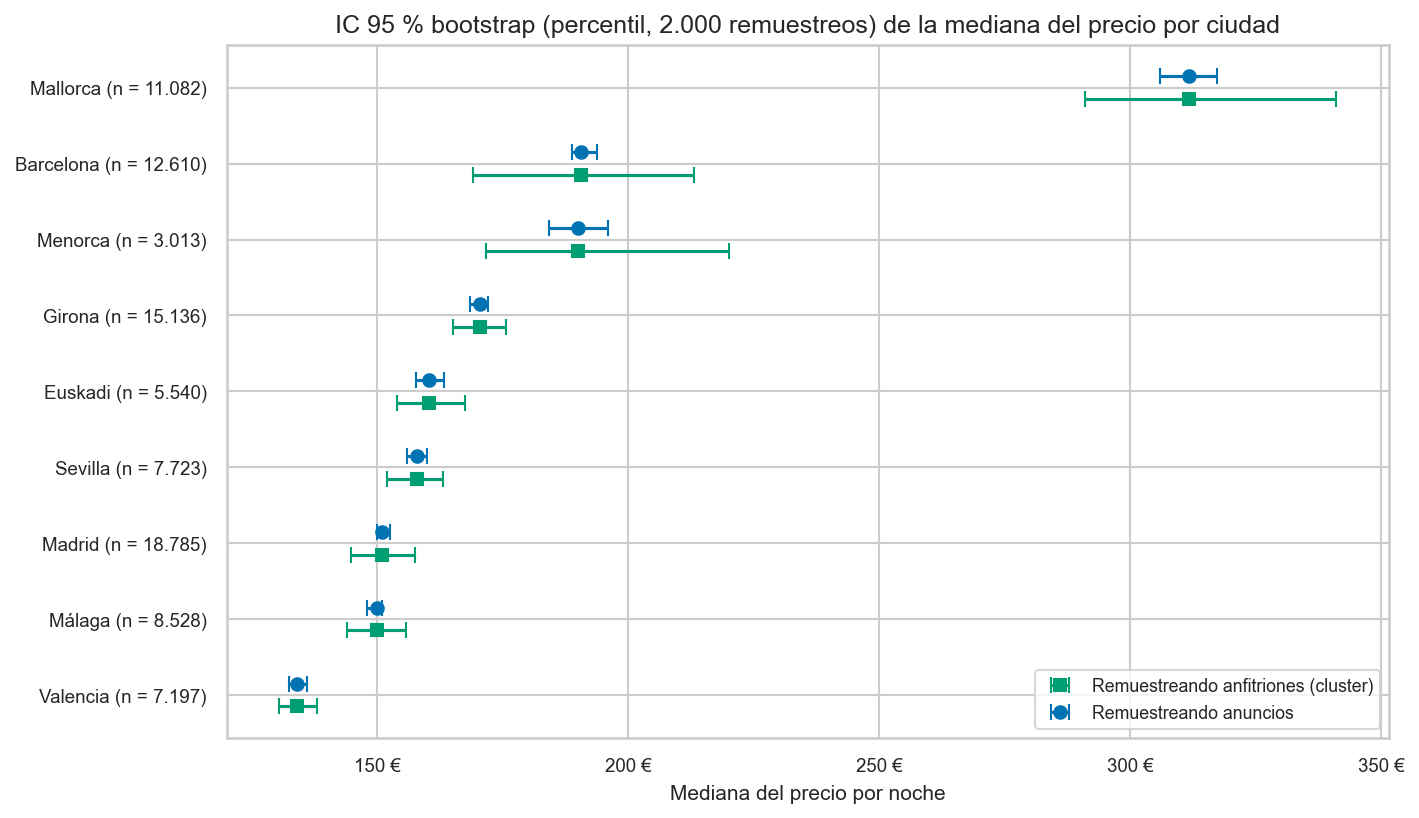 IC 95 % bootstrap (percentil, 2.000 remuestreos) de la mediana del precio por ciudad
Mallorca (n = 11.082)
Barcelona (n = 12.610)
Menorca (n = 3.013)
Girona (n = 15.136)
Euskadi (n = 5.540)
Sevilla (n = 7.723)
Madrid (n = 18.785)
Málaga (n = 8.528)
Valencia (n = 7.197)
Remuestreando anfitriones (cluster)
Remuestreando anuncios
150 € 200 € 250 € 300 € 350 €
Mediana del precio por noche